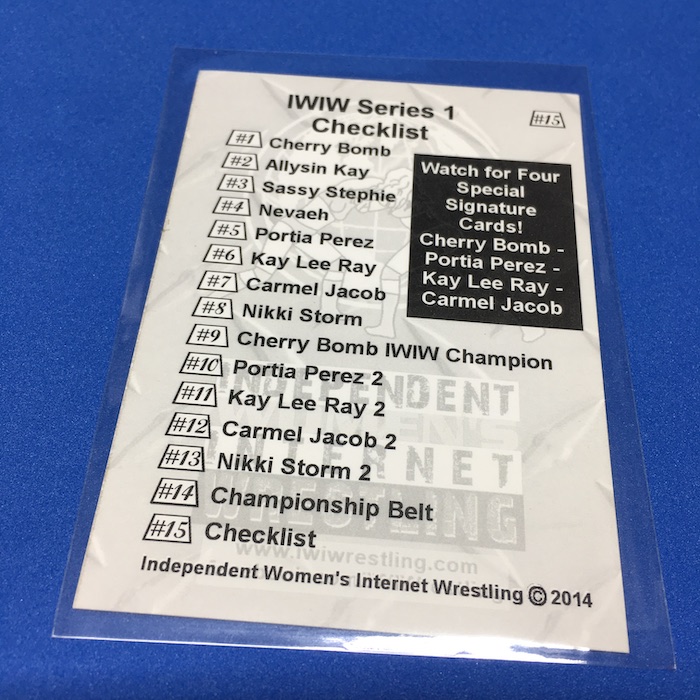 IWIW Series 1
Checklist
#15
#1 Cherry Bomb
#2 Allysin Kay
#3 Sassy Stephie
#4 Nevaeh
#5 Portia Perez
#6 Kay Lee Ray
#7 Carmel Jacob
#8 Nikki Storm
#9 Cherry Bomb IWIW Champion
#10 Portia Perez 2
#11 Kay Lee Ray 2
#12 Carmel Jacob 2
#13 Nikki Storm 2
#14 Championship Belt
#15 Checklist
Watch for Four
Special
Signature
Cards!
Cherry Bomb -
Portia Perez -
Kay Lee Ray -
Carmel Jacob
INDEPENDENT
WOMEN'S
INTERNET
WRESTLING
www.iwiwrestling.com
Independent Women's Internet Wrestling © 2014